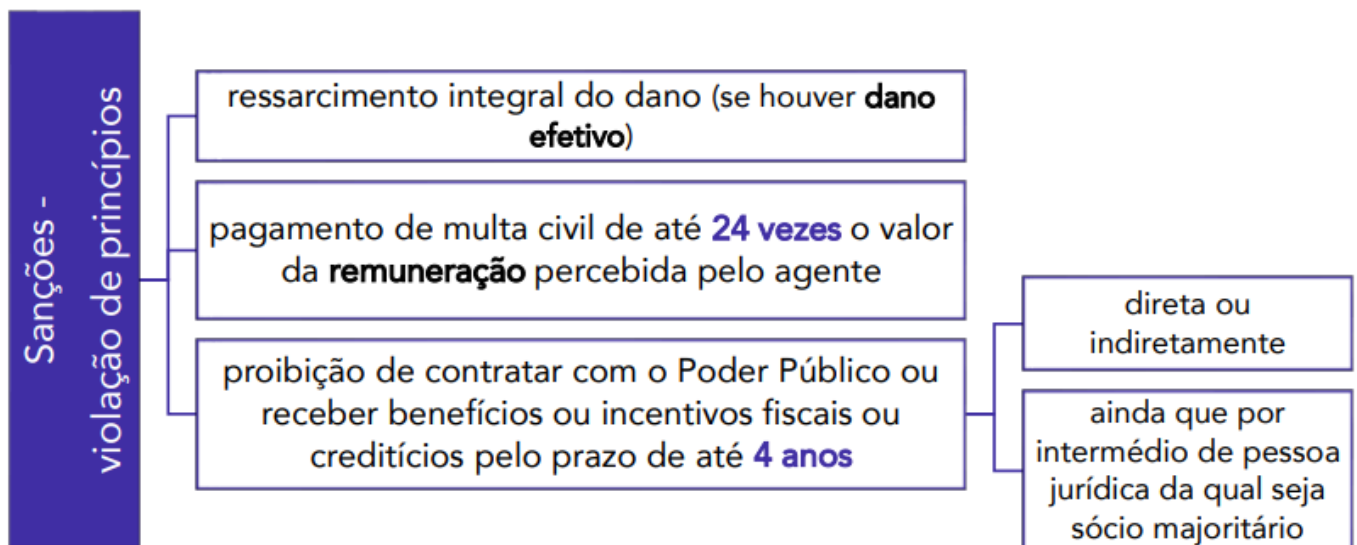 Sanções -
violação de princípios
ressarcimento integral do dano (se houver dano
efetivo)
pagamento de multa civil de até 24 vezes o valor
da remuneração percebida pelo agente
proibição de contratar com o Poder Público ou
receber benefícios ou incentivos fiscais ou
creditícios pelo prazo de até 4 anos
direta ou
indiretamente
ainda que por
intermédio de pessoa
jurídica da qual seja
sócio majoritário